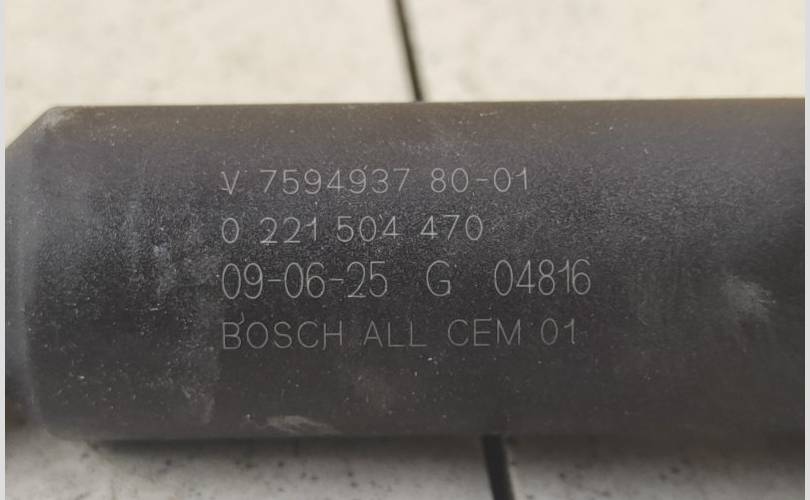 V 7594937 80-01
0 221 504 470
09-06-25 G 04816
BOSCH ALL CEM 01